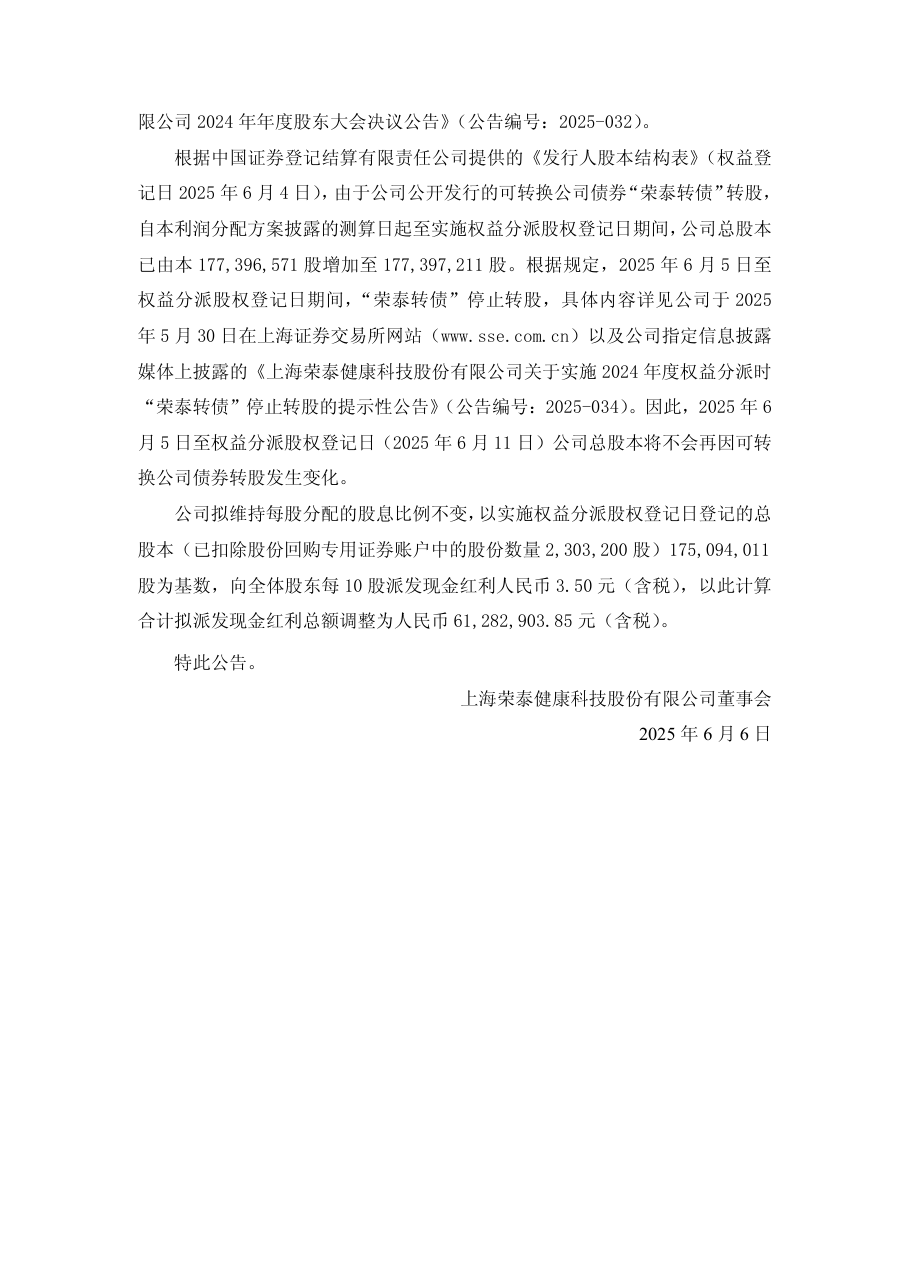 限公司 2024 年年度股东大会决议公告》（公告编号：2025-032）。
根据中国证券登记结算有限责任公司提供的《发行人股本结构表》（权益登
记日 2025 年 6 月 4 日），由于公司公开发行的可转换公司债券“荣泰转债”转股，
自本利润分配方案披露的测算日起至实施权益分派股权登记日期间，公司总股本
已由本 177,396,571 股增加至 177,397,211 股。根据规定，2025 年 6 月 5 日至
权益分派股权登记日期间，“荣泰转债”停止转股，具体内容详见公司于 2025
年 5 月 30 日在上海证券交易所网站（www.sse.com.cn）以及公司指定信息披露
媒体上披露的《上海荣泰健康科技股份有限公司关于实施 2024 年度权益分派时
“荣泰转债”停止转股的提示性公告》（公告编号：2025-034）。因此，2025 年 6
月 5 日至权益分派股权登记日（2025 年 6 月 11 日）公司总股本将不会再因可转
换公司债券转股发生变化。
公司拟维持每股分配的股息比例不变，以实施权益分派股权登记日登记的总
股本（已扣除股份回购专用证券账户中的股份数量 2,303,200 股）175,094,011
股为基数，向全体股东每 10 股派发现金红利人民币 3.50 元（含税），以此计算
合计拟派发现金红利总额调整为人民币 61,282,903.85 元（含税）。
特此公告。
上海荣泰健康科技股份有限公司董事会
2025 年 6 月 6 日